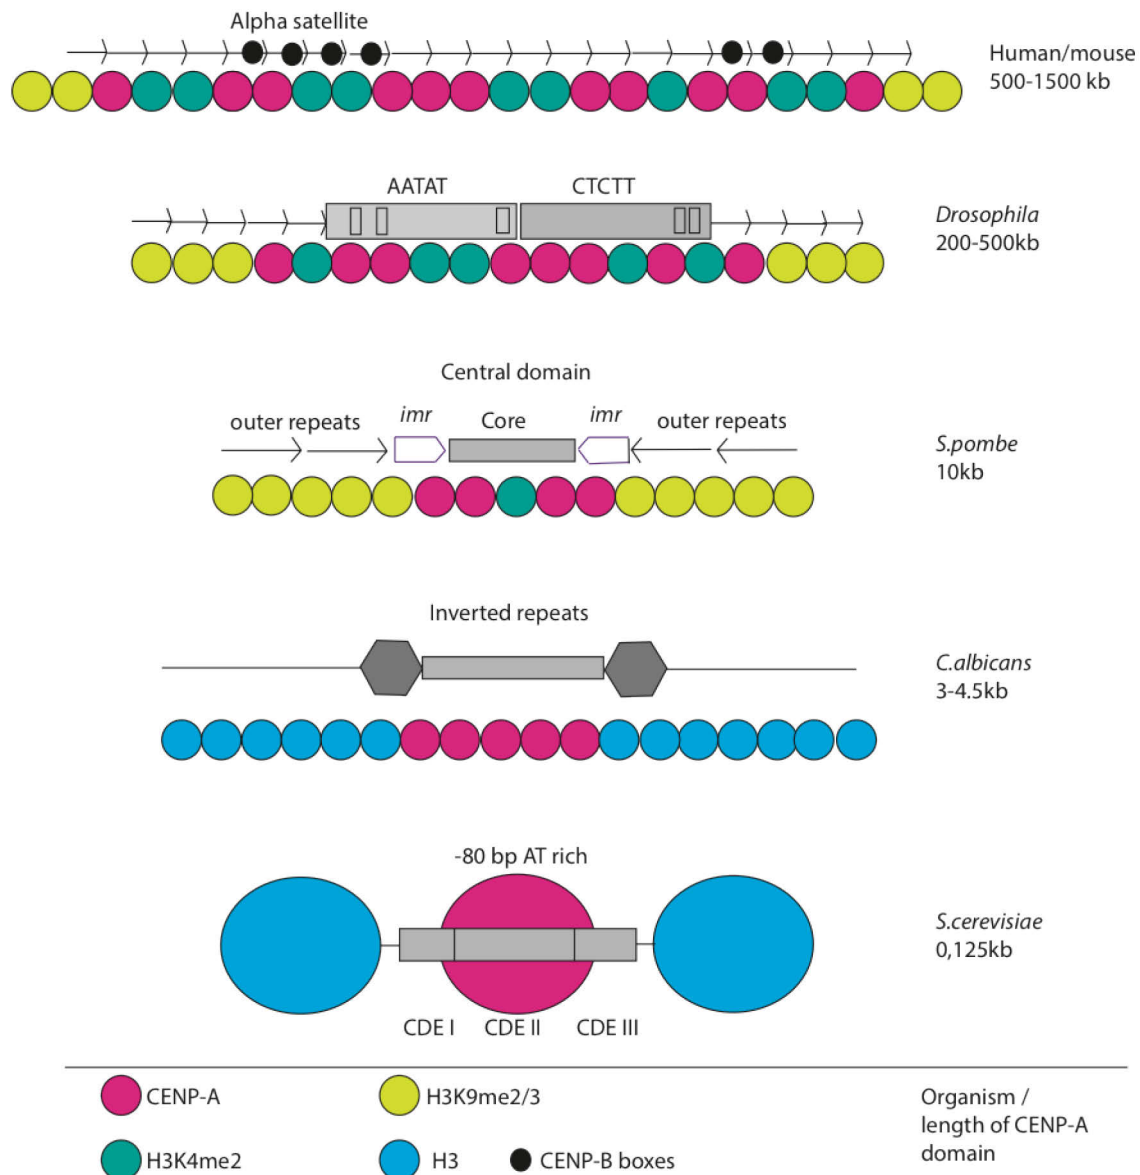 Alpha satellite
Human/mouse
500-1500 kb
AATAT
CTCTT
Drosophila
200-500kb
Central domain
outer repeats
imr
Core
imr
outer repeats
S.pombe
10kb
Inverted repeats
C.albicans
3-4.5kb
-80 bp AT rich
S.cerevisiae
0,125kb
CDE I
CDE II
CDE III
CENP-A
H3K9me2/3
H3K4me2
H3
CENP-B boxes
Organism /
length of CENP-A
domain